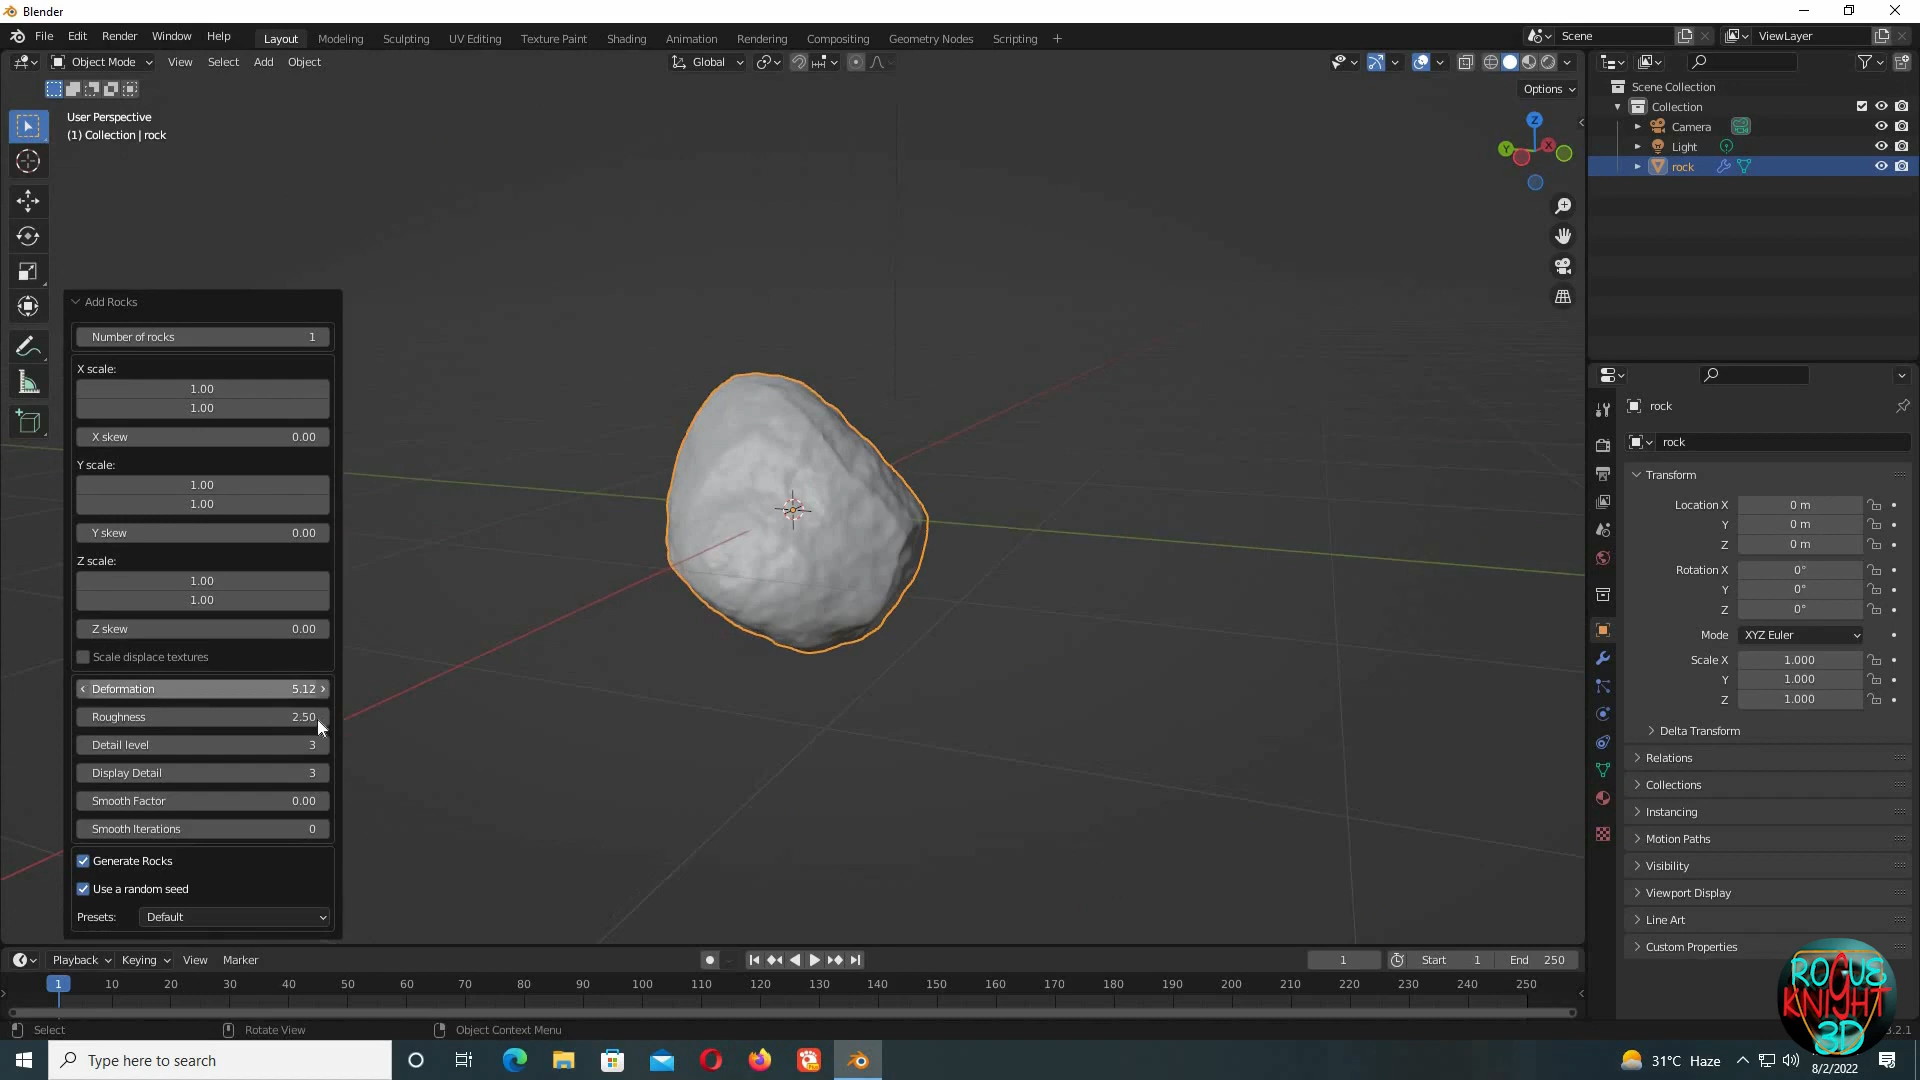 Blender
File Edit Render Window Help
Layout Modeling Sculpting UV Editing Texture Paint Shading Animation Rendering Compositing Geometry Nodes Scripting +
Scene
ViewLayer
Object Mode View Select Add Object
Global
Options
User Perspective
(1) Collection | rock
Z
Y
X
Scene Collection
Collection
Camera
Light
rock
Add Rocks
Number of rocks 1
X scale:
1.00
1.00
X skew 0.00
Y scale:
1.00
1.00
Y skew 0.00
Z scale:
1.00
1.00
Z skew 0.00
Scale displace textures
Deformation 5.12
Roughness 2.50
Detail level 3
Display Detail 3
Smooth Factor 0.00
Smooth Iterations 0
Generate Rocks
Use a random seed
Presets: Default
rock
rock
Transform
Location X 0 m
Y 0 m
Z 0 m
Rotation X 0°
Y 0°
Z 0°
Mode XYZ Euler
Scale X 1.000
Y 1.000
Z 1.000
Delta Transform
Relations
Collections
Instancing
Motion Paths
Visibility
Viewport Display
Line Art
Custom Properties
Playback Keying View Marker
1 Start 1 End 250
1 10 20 30 40 50 60 70 80 90 100 110 120 130 140 150 160 170 180 190 200 210 220 230 240 250
Select Rotate View Object Context Menu
.2.1
ROGUE
KNIGHT
3D
Type here to search
31°C Haze
8/2/2022